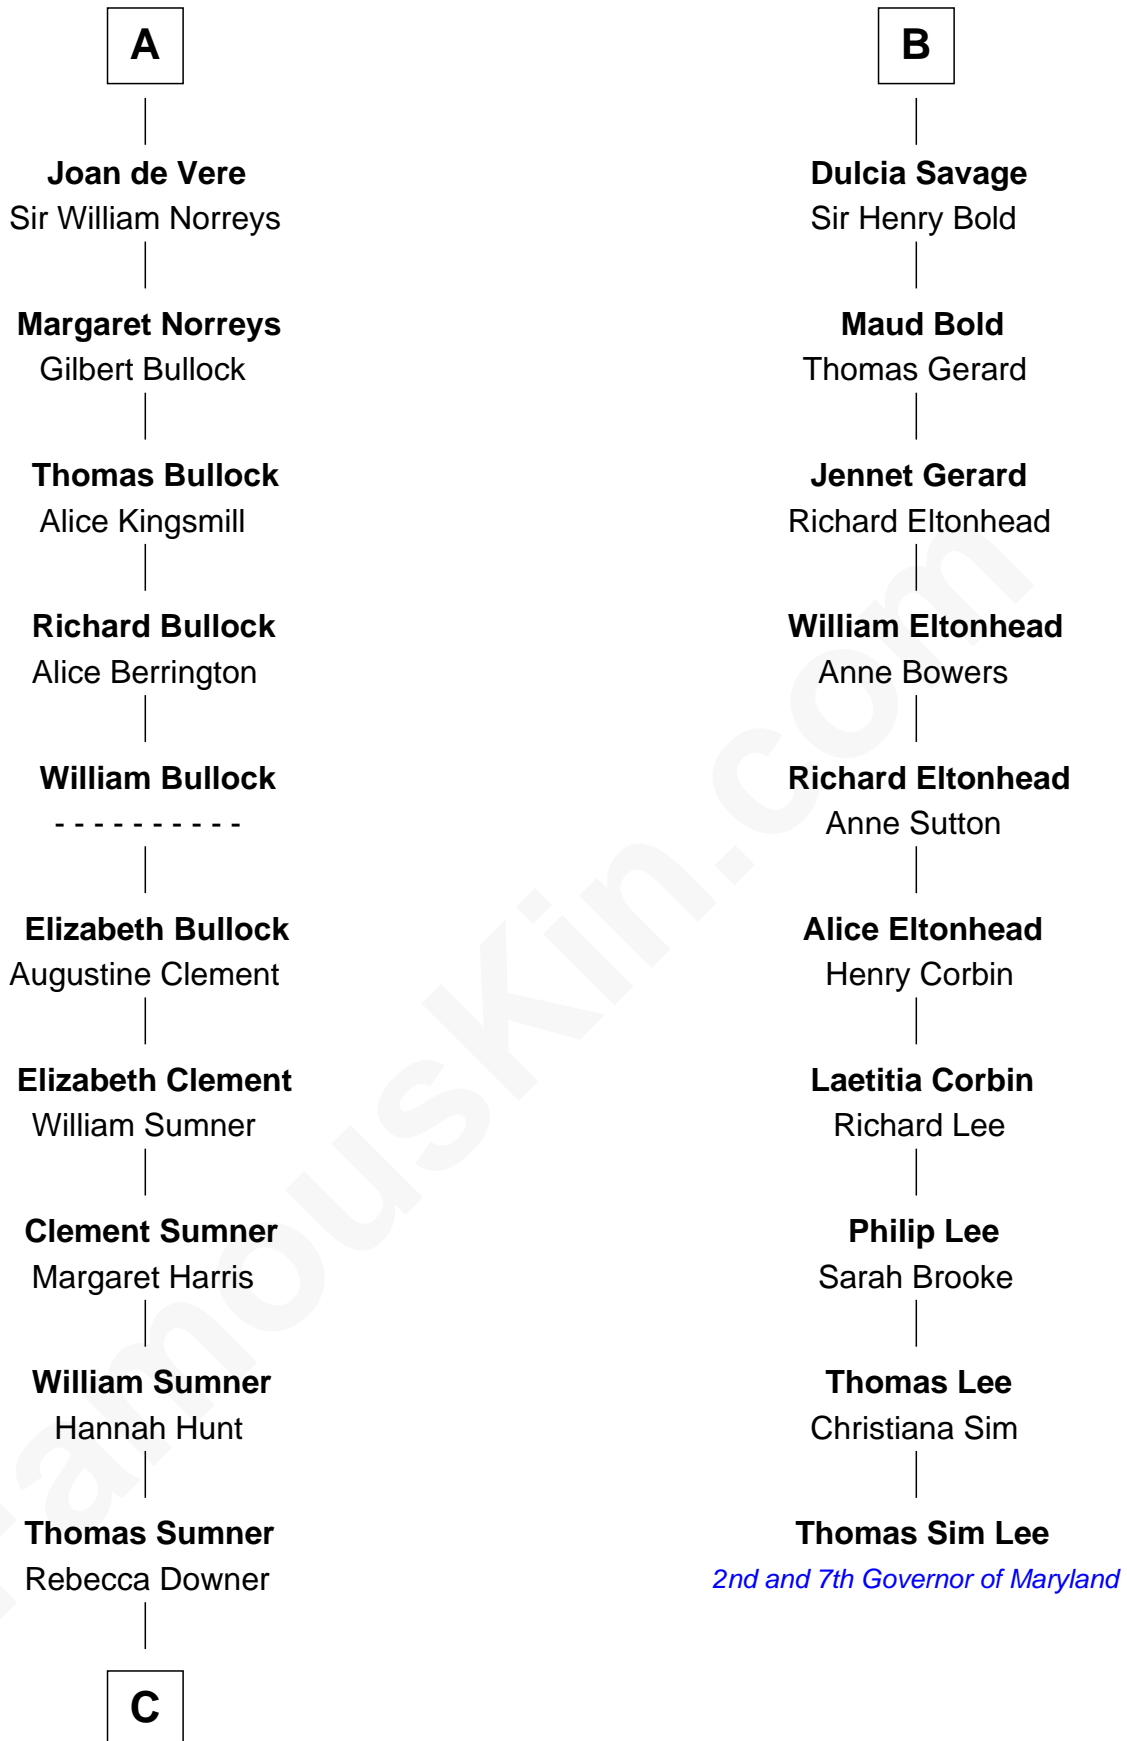 A
Joan de Vere
Sir William Norreys
Margaret Norreys
Gilbert Bullock
Thomas Bullock
Alice Kingsmill
Richard Bullock
Alice Berrington
William Bullock
- - - - - - - - - -
Elizabeth Bullock
Augustine Clement
Elizabeth Clement
William Sumner
Clement Sumner
Margaret Harris
William Sumner
Hannah Hunt
Thomas Sumner
Rebecca Downer
C
B
Dulcia Savage
Sir Henry Bold
Maud Bold
Thomas Gerard
Jennet Gerard
Richard Eltonhead
William Eltonhead
Anne Bowers
Richard Eltonhead
Anne Sutton
Alice Eltonhead
Henry Corbin
Laetitia Corbin
Richard Lee
Philip Lee
Sarah Brooke
Thomas Lee
Christiana Sim
Thomas Sim Lee
2nd and 7th Governor of Maryland
FamousKin.com